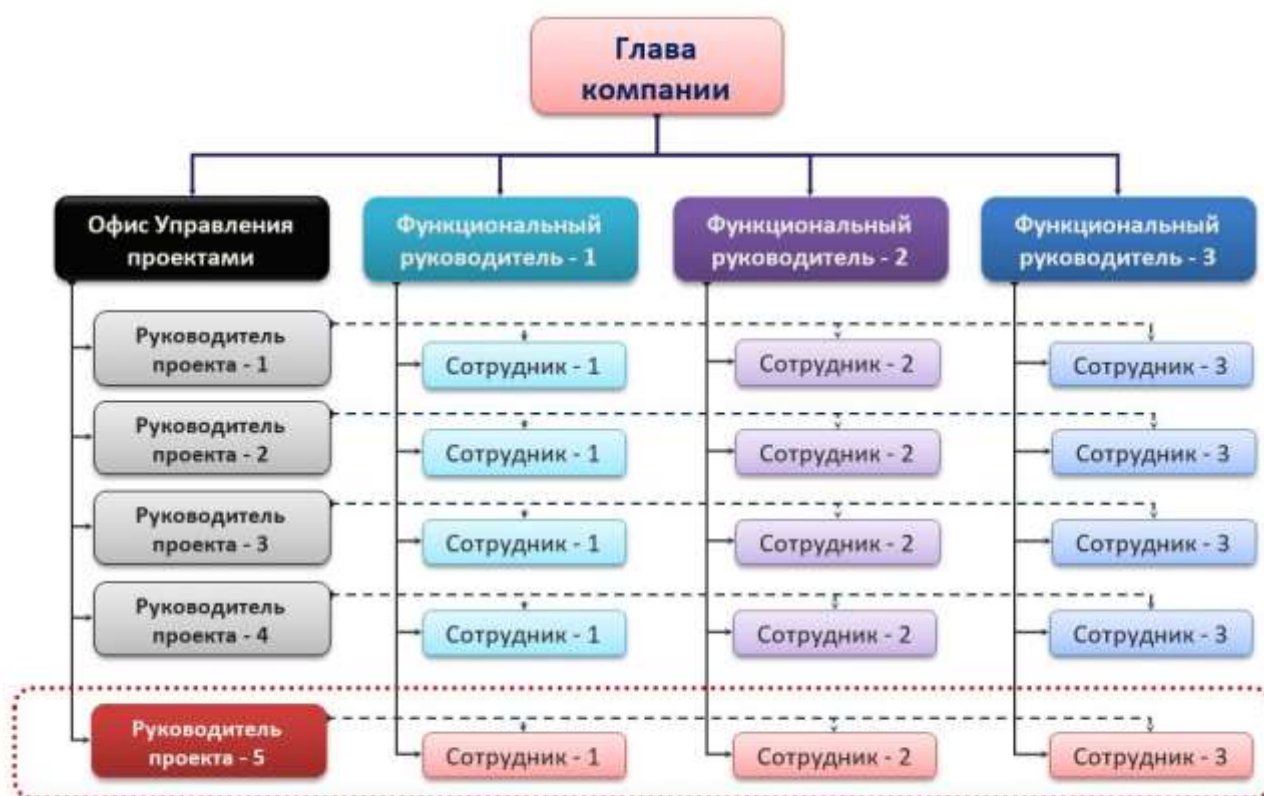 Глава
компании
Офис Управления
проектами
Функциональный
руководитель - 1
Функциональный
руководитель - 2
Функциональный
руководитель - 3
Руководитель
проекта - 1
Сотрудник - 1
Сотрудник - 2
Сотрудник - 3
Руководитель
проекта - 2
Сотрудник - 1
Сотрудник - 2
Сотрудник - 3
Руководитель
проекта - 3
Сотрудник - 1
Сотрудник - 2
Сотрудник - 3
Руководитель
проекта - 4
Сотрудник - 1
Сотрудник - 2
Сотрудник - 3
Руководитель
проекта - 5
Сотрудник - 1
Сотрудник - 2
Сотрудник - 3